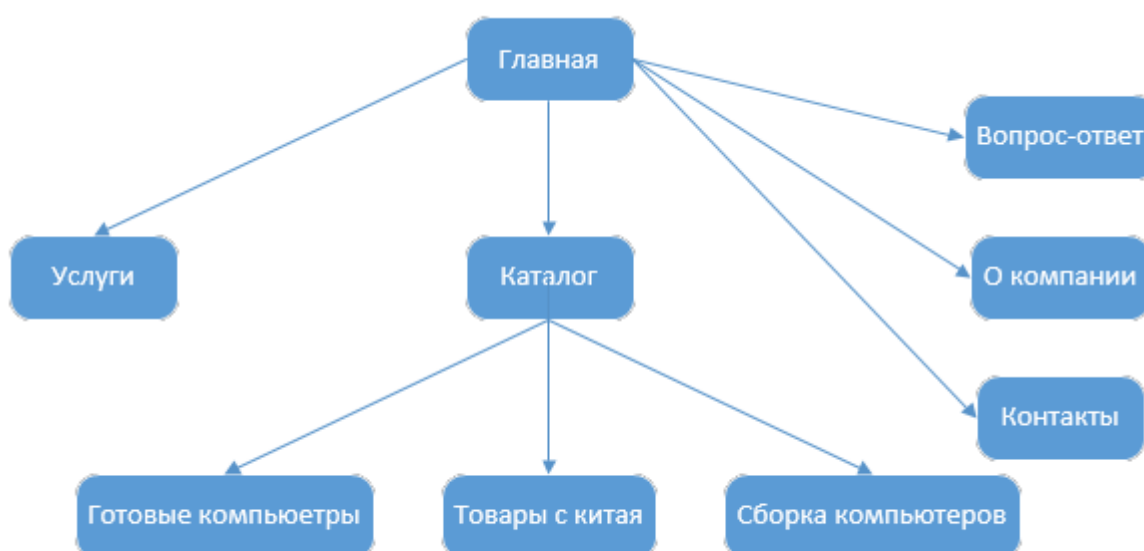 Главная
Вопрос-ответ
Услуги
Каталог
О компании
Контакты
Готовые компьюетры
Товары с китая
Сборка компьютеров